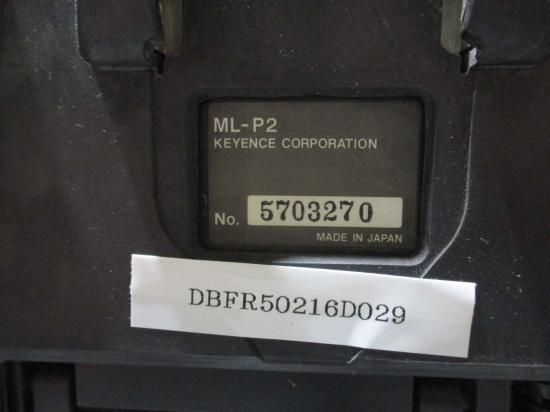 ML-P2
KEYENCE CORPORATION
No. 5703270
MADE IN JAPAN
DBFR50216D029